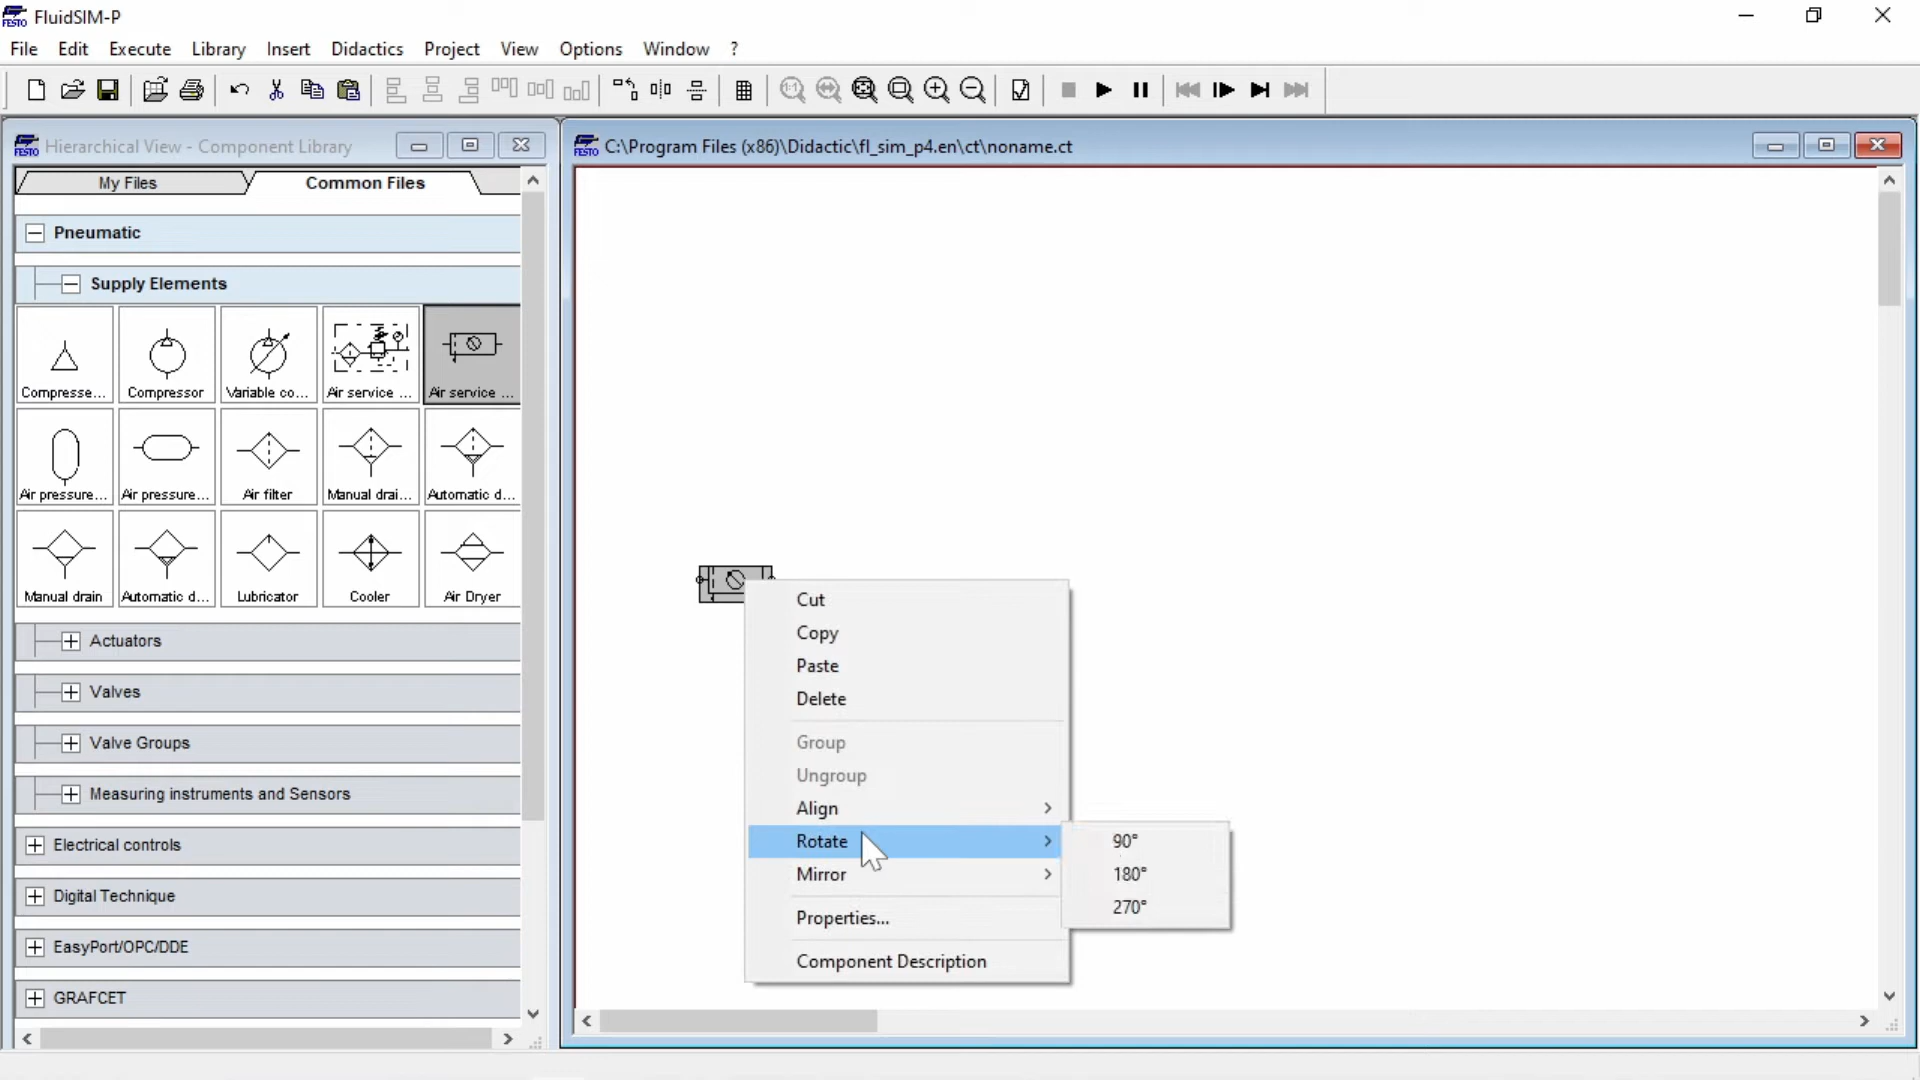 FluidSIM-P
File Edit Execute Library Insert Didactics Project View Options Window ?
FESTO Hierarchical View - Component Library
FESTO C:\Program Files (x86)\Didactic\fl_sim_p4.en\ct\noname.ct
My Files Common Files
Pneumatic
Supply Elements
Compresse... Compressor Variable co... Air service ... Air service ...
Air pressure... Air pressure... Air filter Manual drai... Automatic d...
Manual drain Automatic d... Lubricator Cooler Air Dryer
Actuators
Valves
Valve Groups
Measuring instruments and Sensors
Electrical controls
Digital Technique
EasyPort/OPC/DDE
GRAFCET
Cut
Copy
Paste
Delete
Group
Ungroup
Align
Rotate
Mirror
Properties...
Component Description
90°
180°
270°